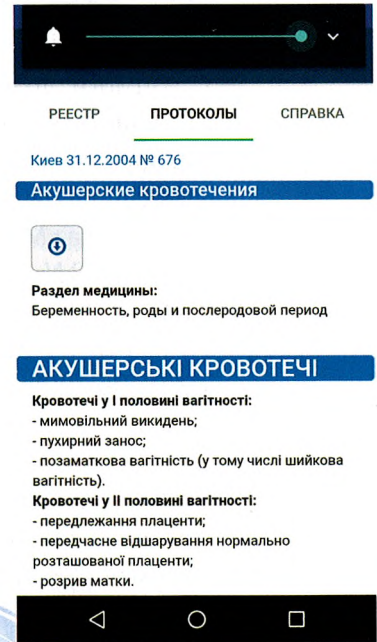 РЕЕСТР ПРОТОКОЛЫ СПРАВКА
Киев 31.12.2004 № 676
Акушерские кровотечения
Раздел медицины:
Беременность, роды и послеродовой период
АКУШЕРСЬКІ КРОВОТЕЧІ
Кровотечі у І половині вагітності:
- мимовільний викидень;
- пухирний занос;
- позаматкова вагітність (у тому числі шийкова
вагітність).
Кровотечі у ІІ половині вагітності:
- передлежання плаценти;
- передчасне відшарування нормально
розташованої плаценти;
- розрив матки.